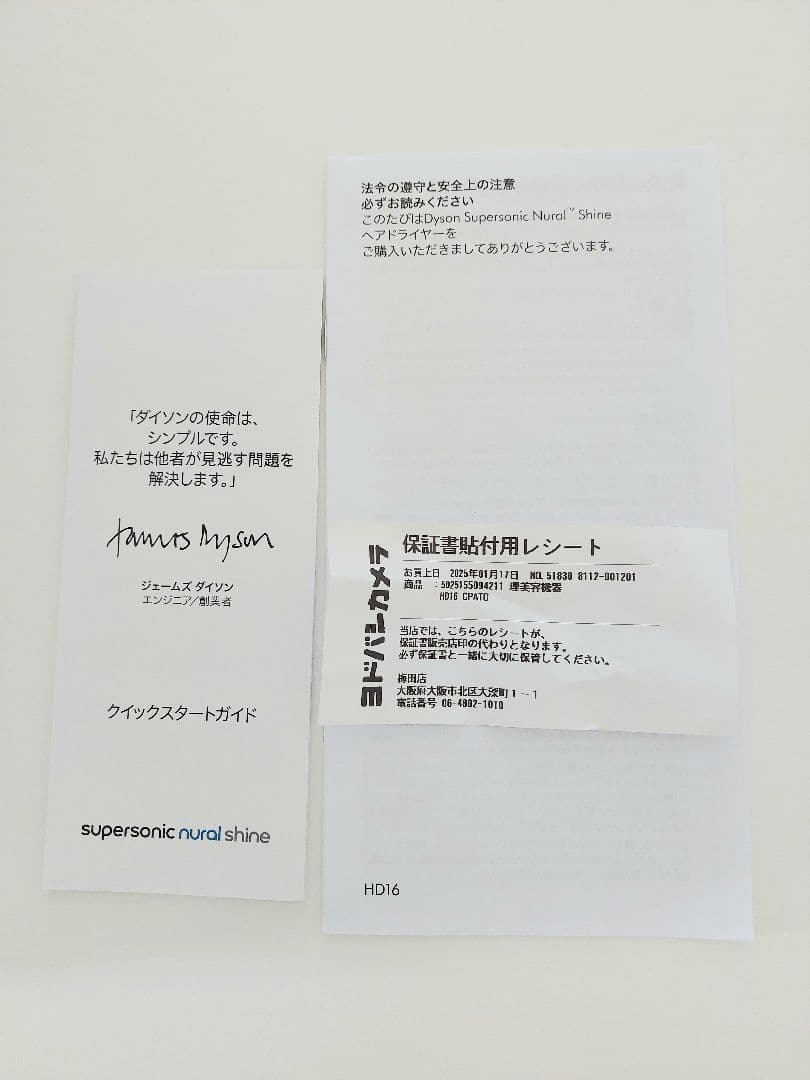 「ダイソンの使命は、
シンプルです。
私たちは他者が見逃す問題を
解決します。」
James Dyson
ジェームズ ダイソン
エンジニア/創業者
クイックスタートガイド
supersonic nural shine
法令の遵守と安全上の注意
必ずお読みください
このたびはDyson Supersonic Nural™ Shine
ヘアドライヤーを
ご購入いただきましてありがとうございます。
ヨドバシカメラ
保証書貼付用レシート
お買上日 2025年01月17日 NO. 51830 8112-001201
商品 :5025155094211 理美容機器
HD16 CPATO
当店では、こちらのレシートが、
保証書販売店印の代わりとなります。
必ず保証書と一緒に大切に保管してください。
梅田店
大阪府大阪市北区大深町1-1
電話番号 06-4802-1010
HD16